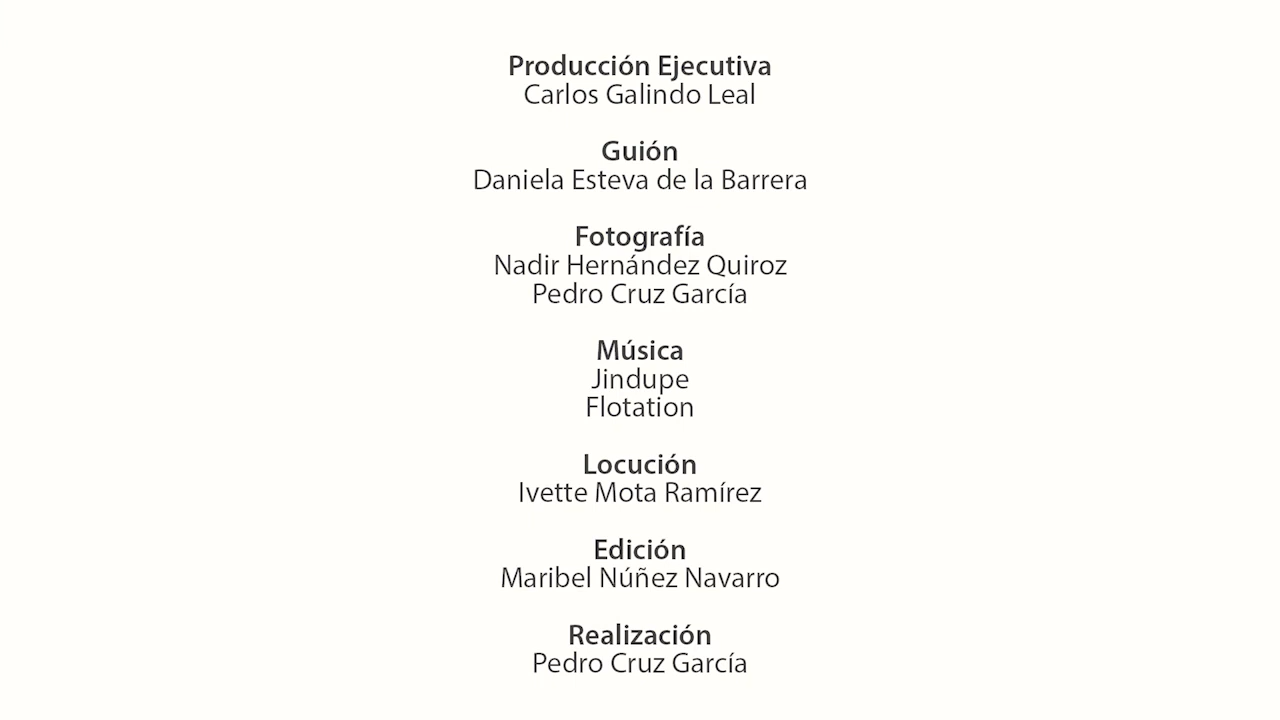 Producción Ejecutiva
Carlos Galindo Leal
Guión
Daniela Esteva de la Barrera
Fotografía
Nadir Hernández Quiroz
Pedro Cruz García
Música
Jindupe
Flotation
Locución
Ivette Mota Ramírez
Edición
Maribel Núñez Navarro
Realización
Pedro Cruz García